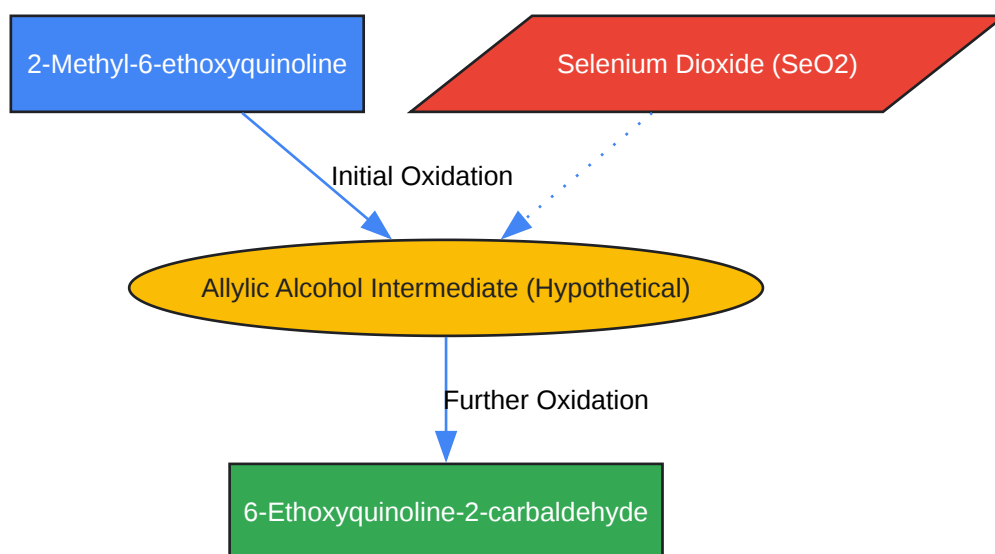 2-Methyl-6-ethoxyquinoline
Selenium Dioxide (SeO2)
Initial Oxidation
Allylic Alcohol Intermediate (Hypothetical)
Further Oxidation
6-Ethoxyquinoline-2-carbaldehyde